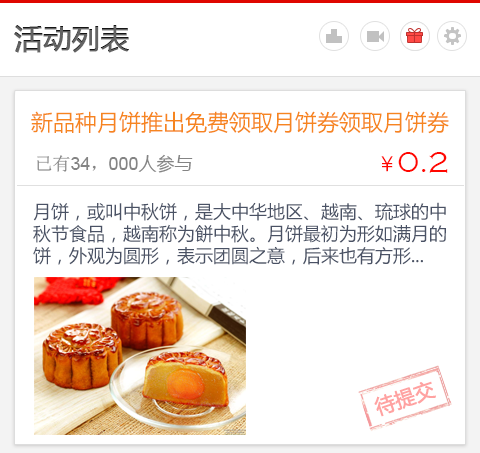 活动列表
新品种月饼推出免费领取月饼券领取月饼券
已有34，000人参与
￥0.2
月饼，或叫中秋饼，是大中华地区、越南、琉球的中
秋节食品，越南称为餅中秋。月饼最初为形如满月的
饼，外观为圆形，表示团圆之意，后来也有方形...
待提交